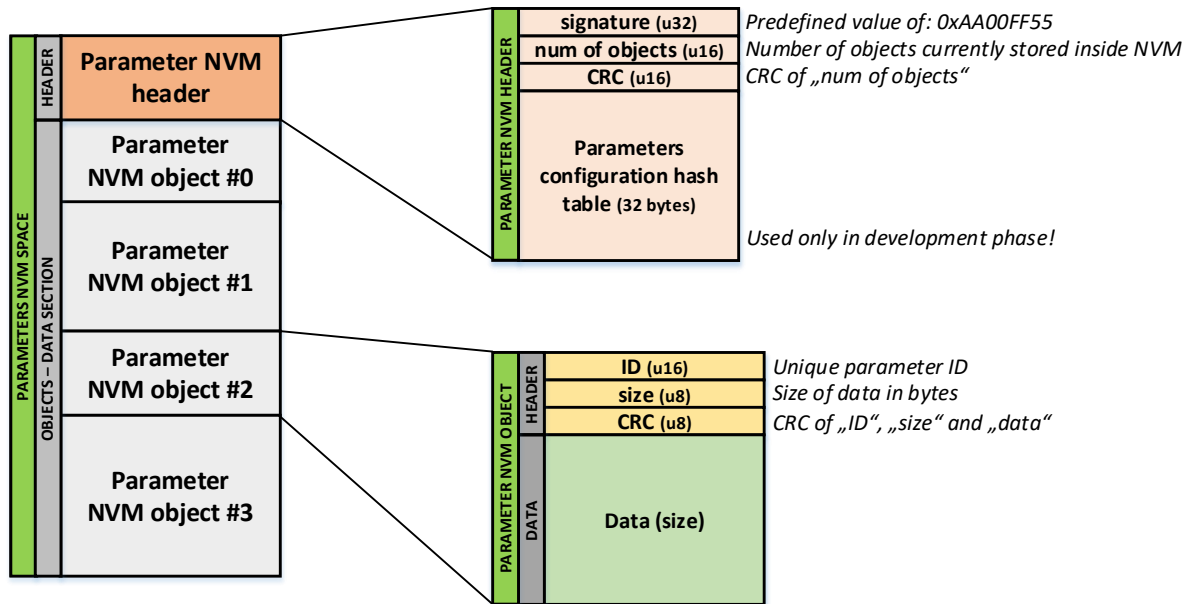 PARAMETERS NVM SPACE
HEADER
Parameter NVM
header
OBJECTS – DATA SECTION
Parameter
NVM object #0
Parameter
NVM object #1
Parameter
NVM object #2
Parameter
NVM object #3
PARAMETER NVM HEADER
signature (u32)
Predefined value of: 0xAA00FF55
num of objects (u16)
Number of objects currently stored inside NVM
CRC (u16)
CRC of „num of objects“
Parameters
configuration hash
table (32 bytes)
Used only in development phase!
PARAMETER NVM OBJECT
HEADER
ID (u16)
Unique parameter ID
size (u8)
Size of data in bytes
CRC (u8)
CRC of „ID“, „size“ and „data“
DATA
Data (size)